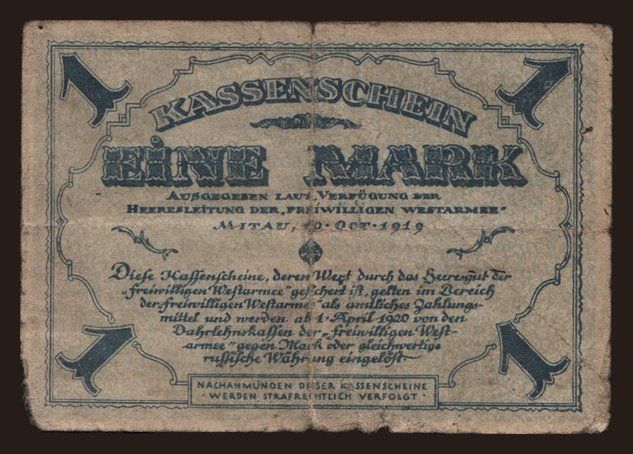 1 1
KASSENSCHEIN
EINE MARK
AUSGEGEBEN LAUT VERFÜGUNG DER
HEERESLEITUNG DER „FREIWILLIGEN WESTARMEE"
MITAU, 10·OCT·1919
Diese Kassenscheine, deren Wert durch das Heeresgut der
„freiwilligen Westarmee" gesichert ist, gelten im Bereich
der „freiwilligen Westarmee" als amtliches Zahlungs-
mittel und werden ab 1·April 1920 von den
Darlehnskassen der „freiwilligen West-
armee" gegen Mark oder gleichwertige
russische Währung eingelöst·
1 1
NACHAHMUNGEN DIESER KASSENSCHEINE
·WERDEN STRAFRECHTLICH VERFOLGT·